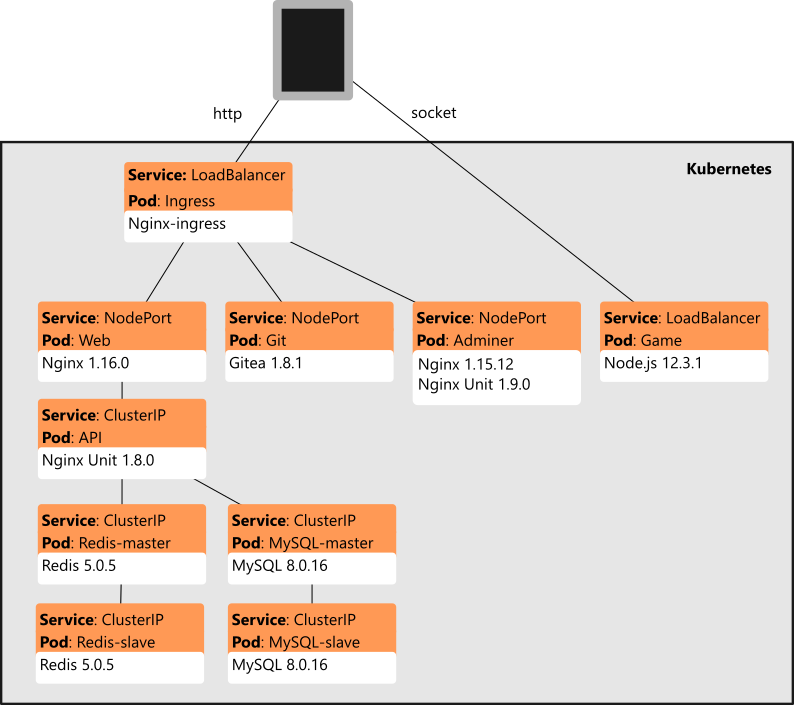 http
socket
Kubernetes
Service: LoadBalancer
Pod: Ingress
Nginx-ingress
Service: NodePort
Pod: Web
Nginx 1.16.0
Service: NodePort
Pod: Git
Gitea 1.8.1
Service: NodePort
Pod: Adminer
Nginx 1.15.12
Nginx Unit 1.9.0
Service: LoadBalancer
Pod: Game
Node.js 12.3.1
Service: ClusterIP
Pod: API
Nginx Unit 1.8.0
Service: ClusterIP
Pod: Redis-master
Redis 5.0.5
Service: ClusterIP
Pod: MySQL-master
MySQL 8.0.16
Service: ClusterIP
Pod: Redis-slave
Redis 5.0.5
Service: ClusterIP
Pod: MySQL-slave
MySQL 8.0.16